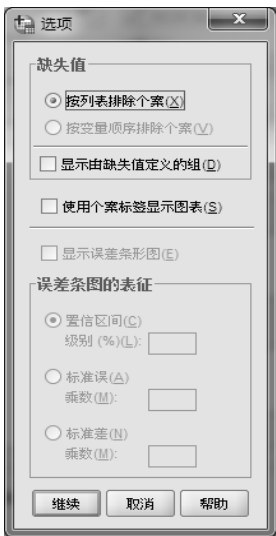 选项
缺失值
按列表排除个案(X)
按变量顺序排除个案(V)
显示由缺失值定义的组(D)
使用个案标签显示图表(S)
显示误差条形图(E)
误差条图的表征
置信区间(C)
级别 (%)(L):
标准误(A)
乘数(M):
标准差(N)
乘数(M):
继续 取消 帮助